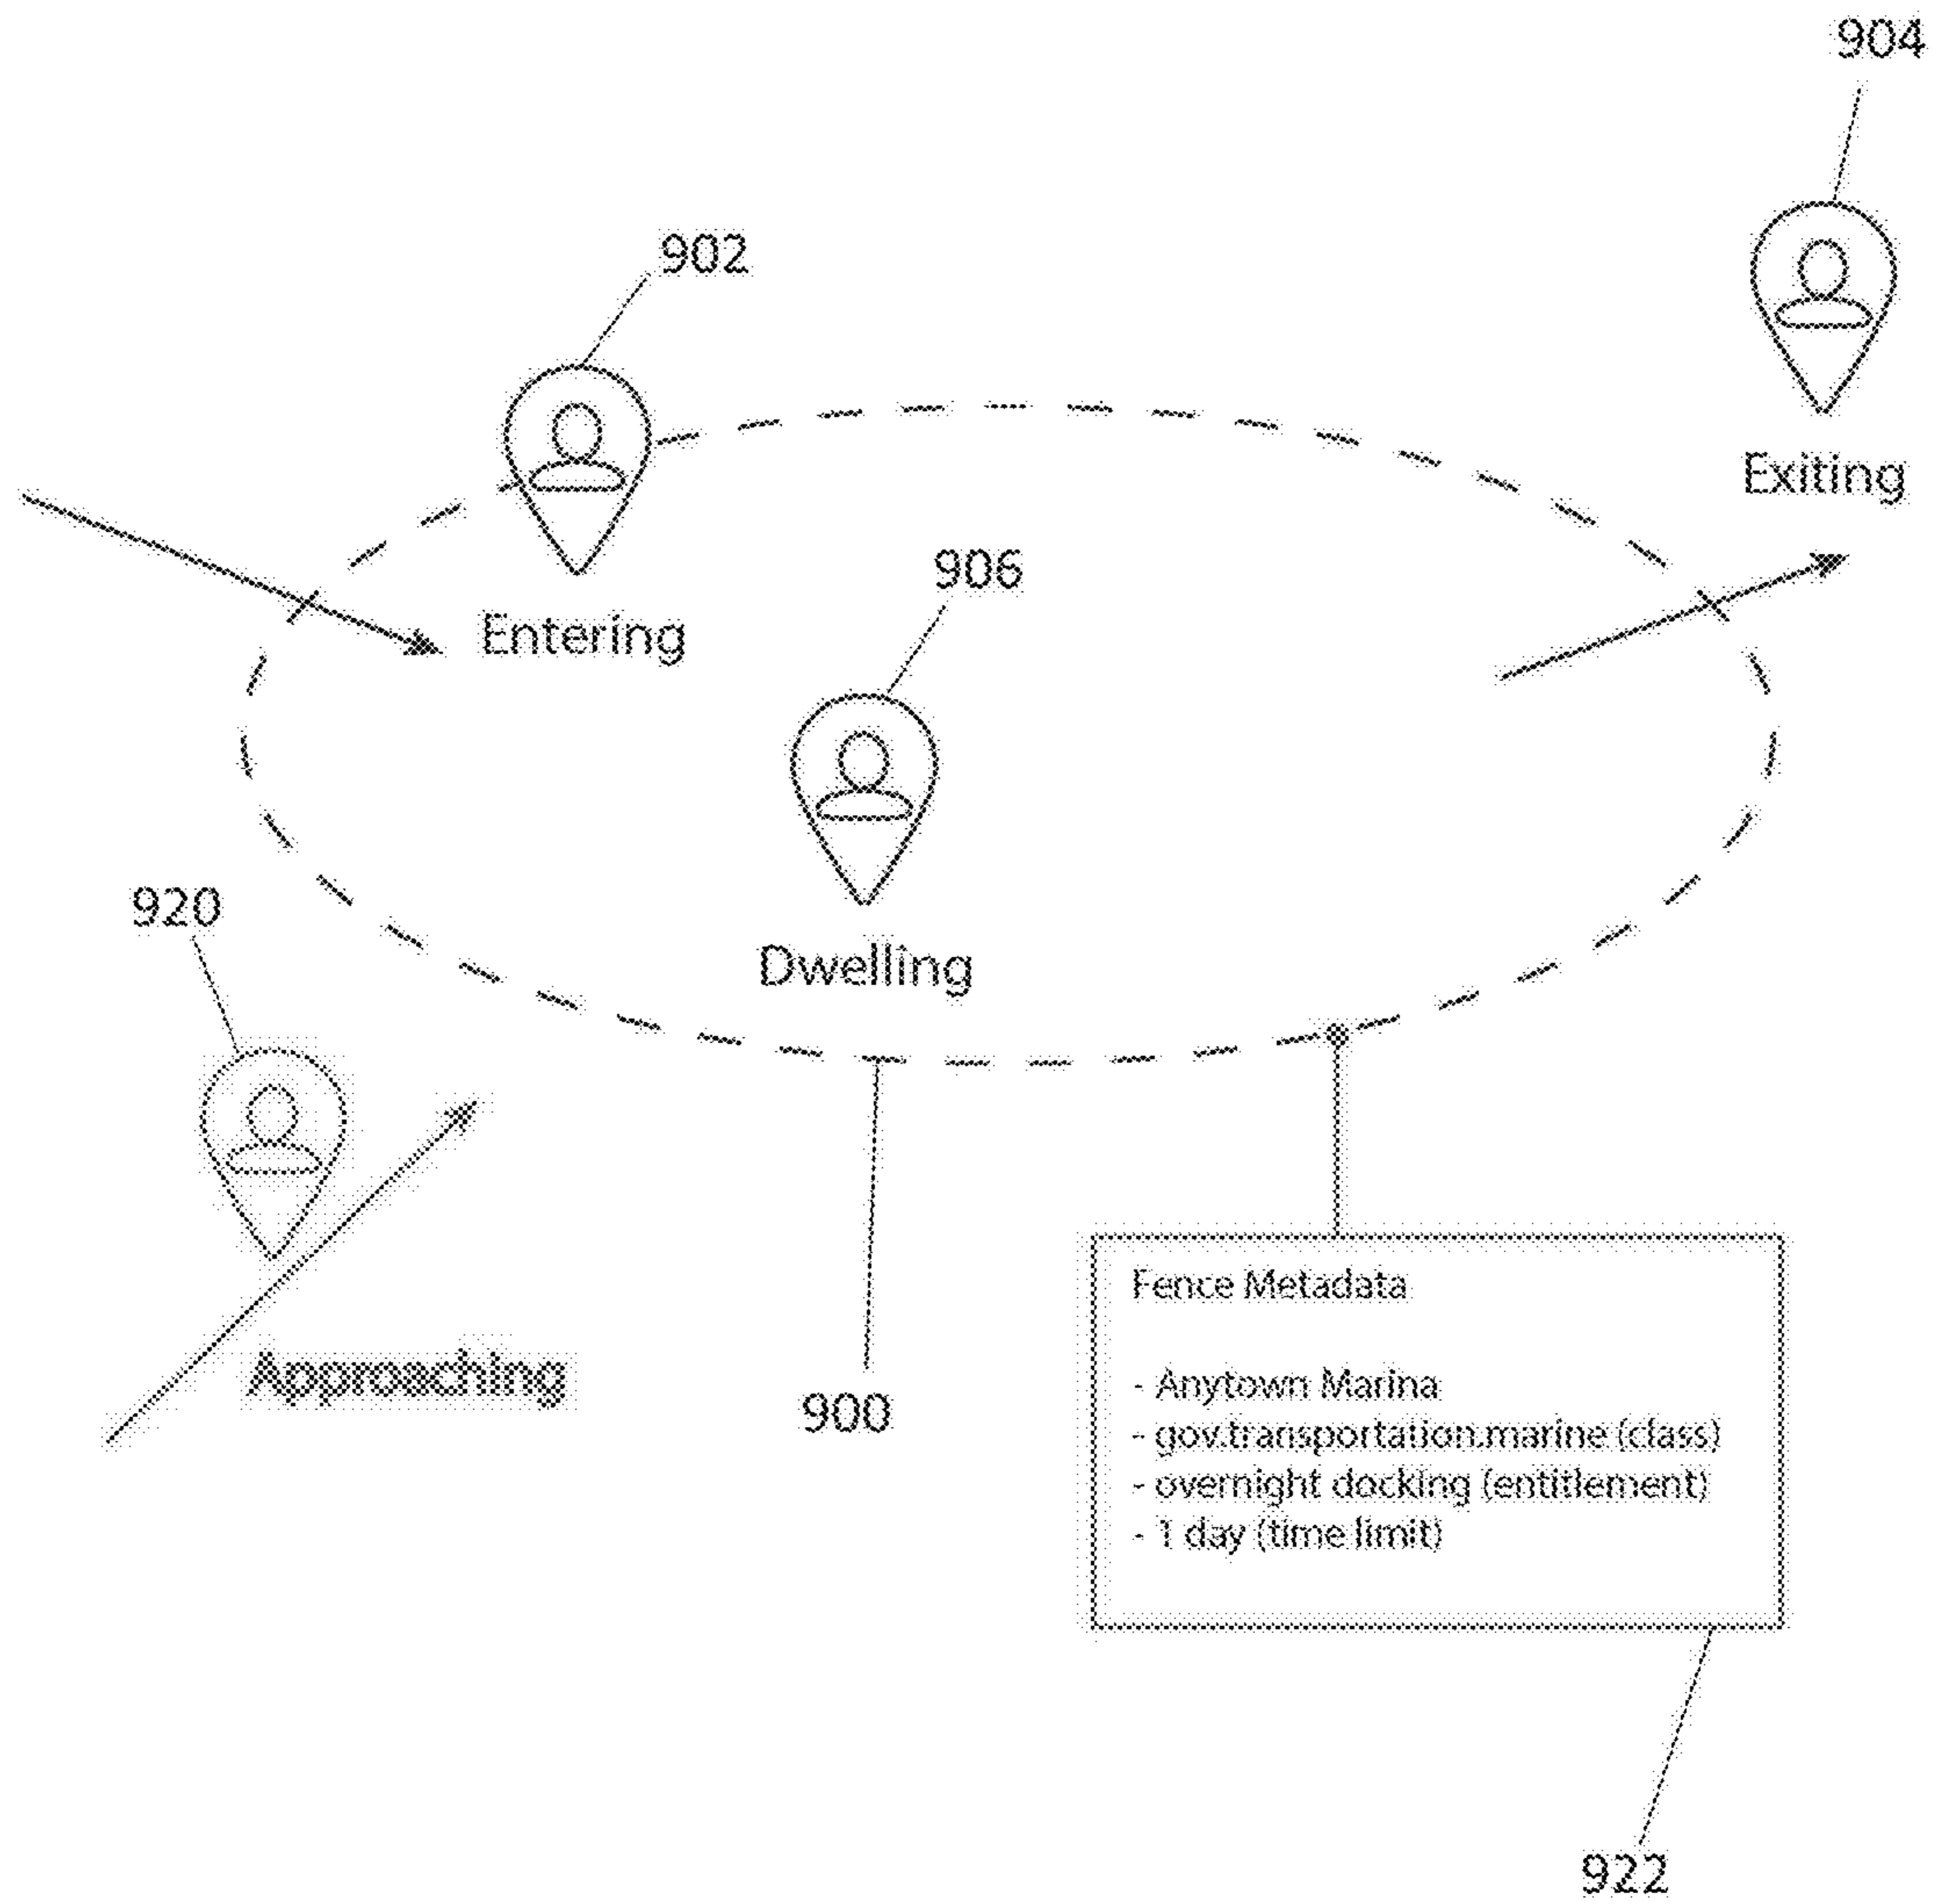 904
902
Exiting
906
Entering
920
Dwelling
Approaching
900
Fence Metadata
- Anytown Marina
- gov.transportation.marine (class)
- overnight docking (entitlement)
- 1 day (time limit)
922